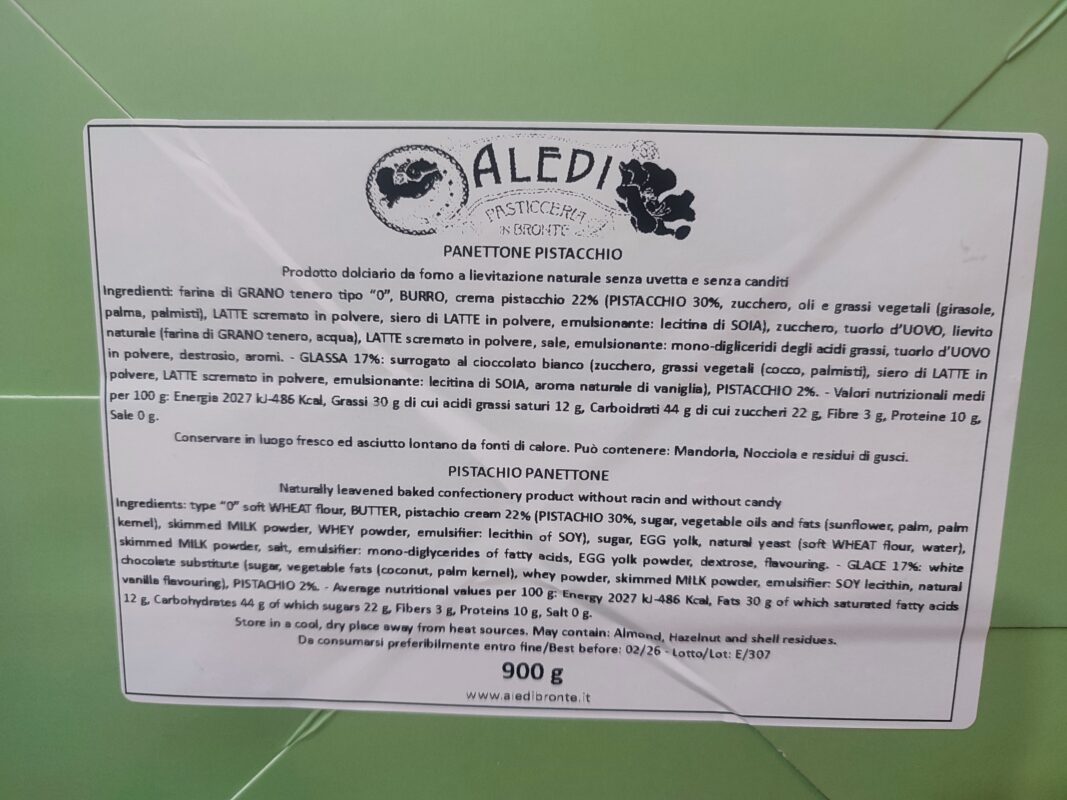 ALEDI
PASTICCERIA
IN BRONTE
PANETTONE PISTACCHIO
Prodotto dolciario da forno a lievitazione naturale senza uvetta e senza canditi
Ingredienti: farina di GRANO tenero tipo "0", BURRO, crema pistacchio 22% (PISTACCHIO 30%, zucchero, oli e grassi vegetali (girasole,
palma, palmisti), LATTE scremato in polvere, siero di LATTE in polvere, emulsionante: lecitina di SOIA), zucchero, tuorlo d'UOVO, lievito
naturale (farina di GRANO tenero, acqua), LATTE scremato in polvere, sale, emulsionante: mono-digliceridi degli acidi grassi, tuorlo d'UOVO
in polvere, destrosio, aromi. - GLASSA 17%: surrogato al cioccolato bianco (zucchero, grassi vegetali (cocco, palmisti), siero di LATTE in
polvere, LATTE scremato in polvere, emulsionante: lecitina di SOIA, aroma naturale di vaniglia), PISTACCHIO 2%. - Valori nutrizionali medi
per 100 g: Energia 2027 kJ-486 Kcal, Grassi 30 g di cui acidi grassi saturi 12 g, Carboidrati 44 g di cui zuccheri 22 g, Fibre 3 g, Proteine 10 g,
Sale 0 g.
Conservare in luogo fresco ed asciutto lontano da fonti di calore. Può contenere: Mandorla, Nocciola e residui di gusci.
PISTACHIO PANETTONE
Naturally leavened baked confectionery product without racin and without candy
Ingredients: type "0" soft WHEAT flour, BUTTER, pistachio cream 22% (PISTACHIO 30%, sugar, vegetable oils and fats (sunflower, palm, palm
kernel), skimmed MILK powder, WHEY powder, emulsifier: lecithin of SOY), sugar, EGG yolk, natural yeast (soft WHEAT flour, water),
skimmed MILK powder, salt, emulsifier: mono-diglycerides of fatty acids, EGG yolk powder, dextrose, flavouring. - GLACE 17%: white
chocolate substitute (sugar, vegetable fats (coconut, palm kernel), whey powder, skimmed MILK powder, emulsifier: SOY lecithin, natural
vanilla flavouring), PISTACHIO 2%. - Average nutritional values per 100 g: Energy 2027 kJ-486 Kcal, Fats 30 g of which saturated fatty acids
12 g, Carbohydrates 44 g of which sugars 22 g, Fibers 3 g, Proteins 10 g, Salt 0 g.
Store in a cool, dry place away from heat sources. May contain: Almond, Hazelnut and shell residues.
Da consumarsi preferibilmente entro fine/Best before: 02/26 - Lotto/Lot: E/307
900 g
www.aledibronte.it